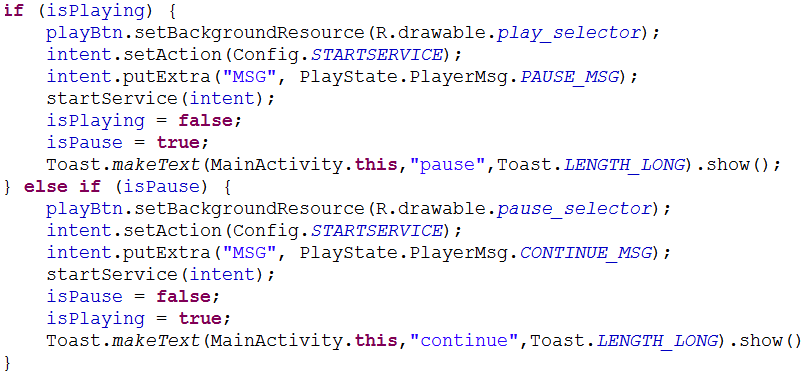 if (isPlaying) {
    playBtn.setBackgroundResource(R.drawable.play_selector);
    intent.setAction(Config.STARTSERVICE);
    intent.putExtra("MSG", PlayState.PlayerMsg.PAUSE_MSG);
    startService(intent);
    isPlaying = false;
    isPause = true;
    Toast.makeText(MainActivity.this,"pause",Toast.LENGTH_LONG).show();
} else if (isPause) {
    playBtn.setBackgroundResource(R.drawable.pause_selector);
    intent.setAction(Config.STARTSERVICE);
    intent.putExtra("MSG", PlayState.PlayerMsg.CONTINUE_MSG);
    startService(intent);
    isPause = false;
    isPlaying = true;
    Toast.makeText(MainActivity.this,"continue",Toast.LENGTH_LONG).show()
}